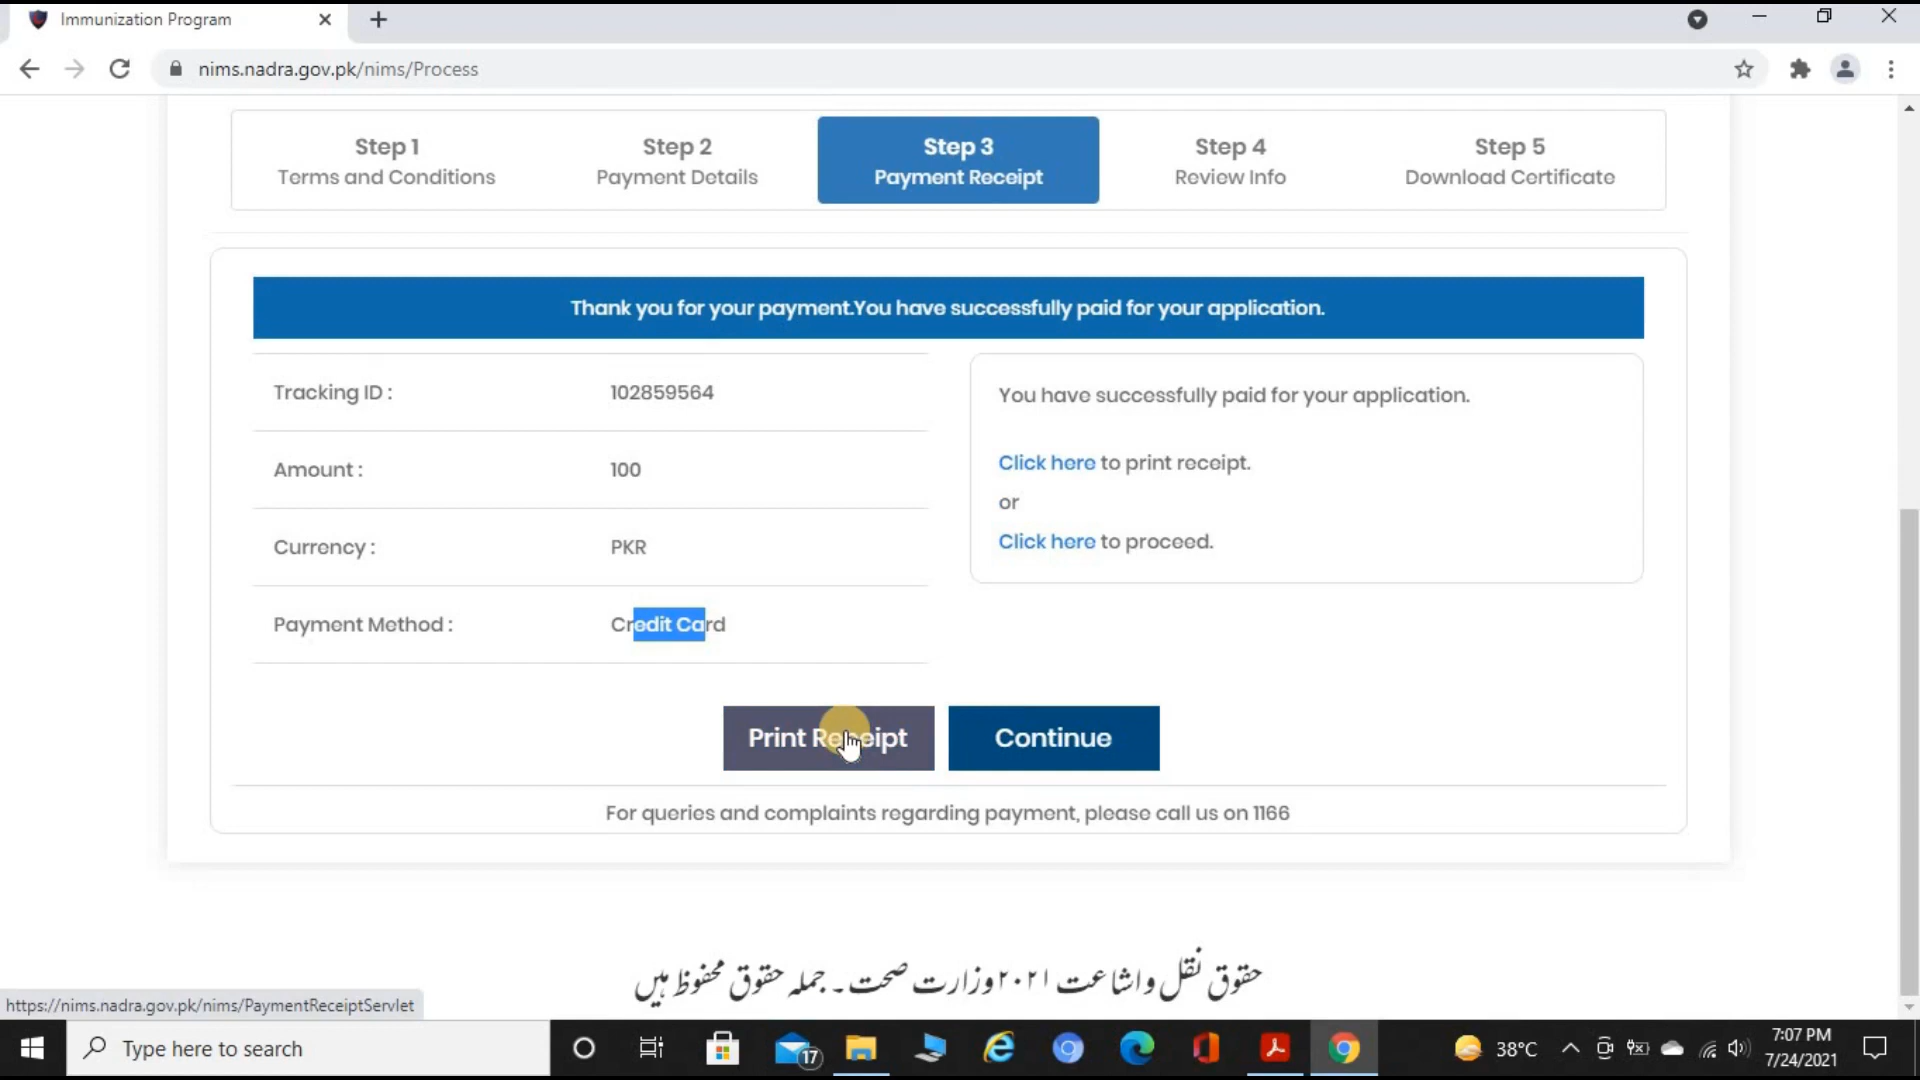 Immunization Program
nims.nadra.gov.pk/nims/Process
Step 1
Terms and Conditions
Step 2
Payment Details
Step 3
Payment Receipt
Step 4
Review Info
Step 5
Download Certificate
Thank you for your payment.You have successfully paid for your application.
Tracking ID : 102859564
Amount : 100
Currency : PKR
Payment Method : Credit Card
You have successfully paid for your application.
Click here to print receipt.
or
Click here to proceed.
Print Receipt
Continue
For queries and complaints regarding payment, please call us on 1166
حقوق نقل و اشاعت ۲۰۲۱ وزارت صحت ۔ جملہ حقوق محفوظ ہیں
https://nims.nadra.gov.pk/nims/PaymentReceiptServlet
Type here to search
17
38°C
7:07 PM
7/24/2021